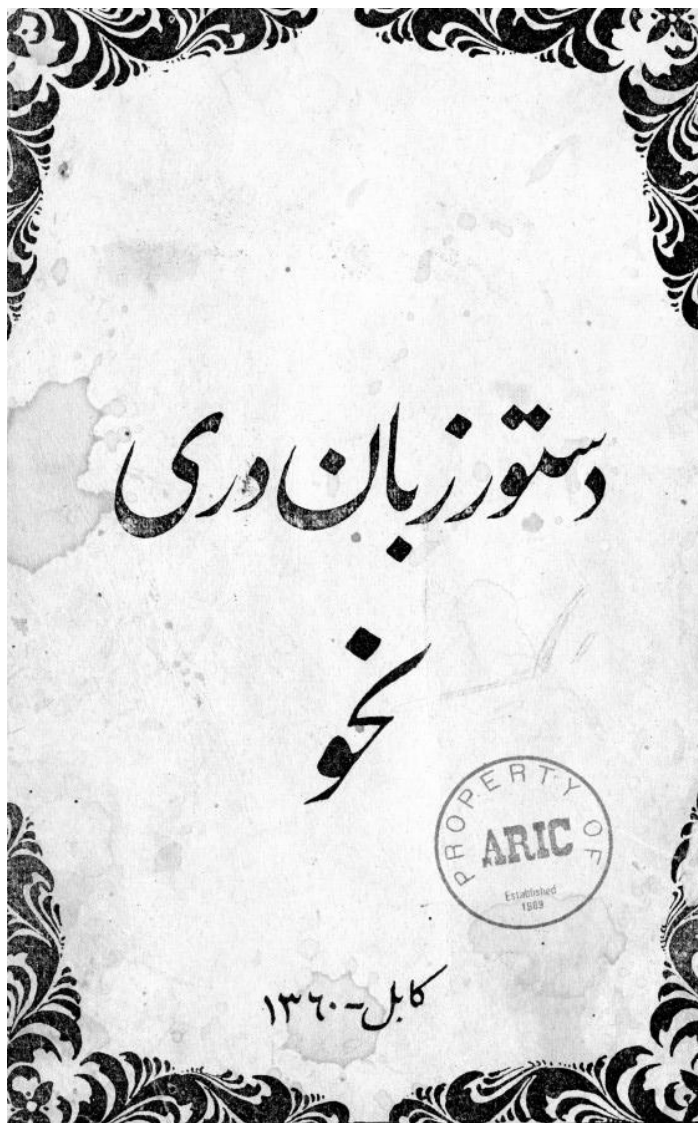 دستور زبان دری
نحو
PROPERTY OF
ARIC
Established
1989
کابل - ۱۳۶۰